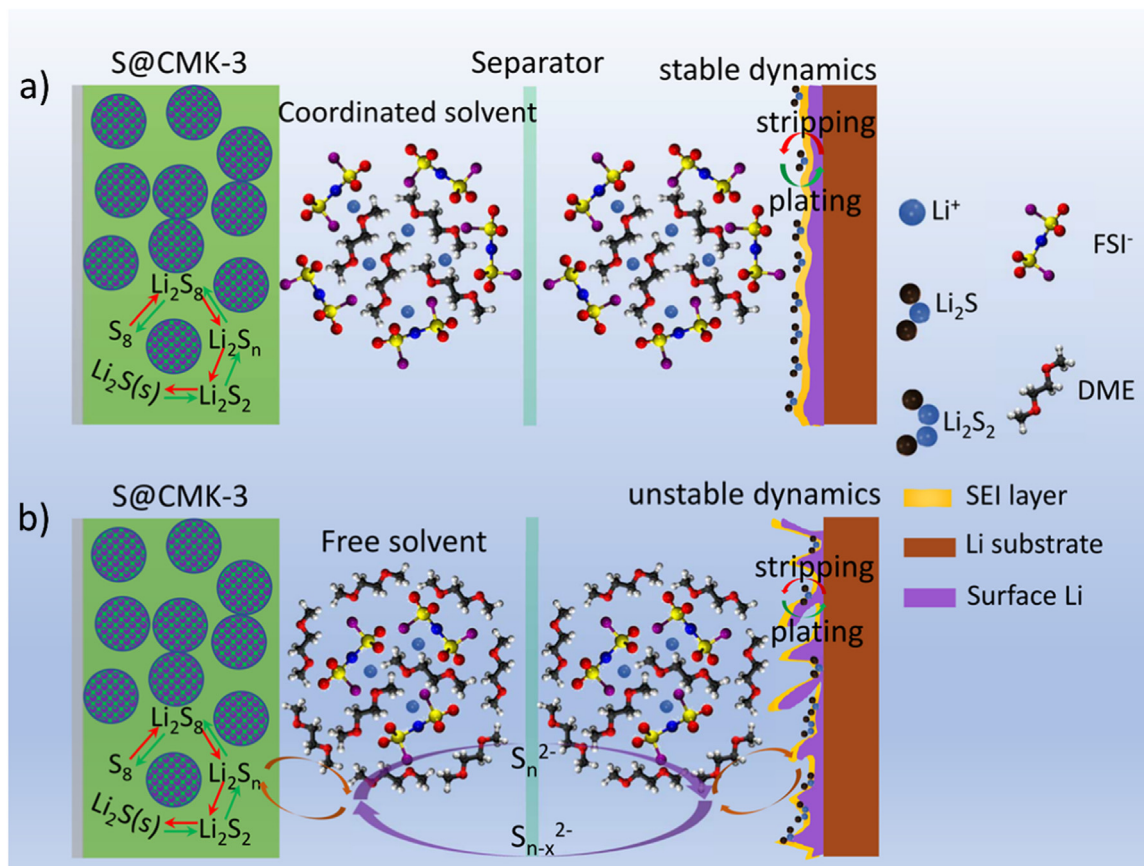 a)
S@CMK-3
Coordinated solvent
Separator
stable dynamics
stripping
plating
Li₂S₈
S₈
Li₂Sₙ
Li₂S(s)
Li₂S₂
Li⁺
FSI⁻
Li₂S
DME
Li₂S₂
SEI layer
Li substrate
Surface Li
b)
S@CMK-3
Free solvent
unstable dynamics
stripping
plating
Li₂S₈
S₈
Li₂Sₙ
Li₂S(s)
Li₂S₂
Sₙ²⁻
Sₙ₋ₓ²⁻